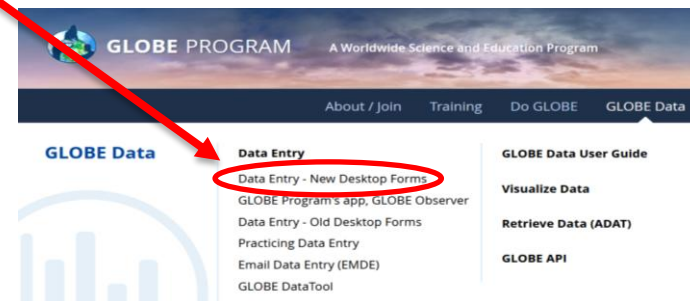 GLOBE PROGRAM
A Worldwide Science and Education Program
About / Join Training Do GLOBE GLOBE Data
GLOBE Data
Data Entry
Data Entry - New Desktop Forms
GLOBE Program's app, GLOBE Observer
Data Entry - Old Desktop Forms
Practicing Data Entry
Email Data Entry (EMDE)
GLOBE DataTool
GLOBE Data User Guide
Visualize Data
Retrieve Data (ADAT)
GLOBE API